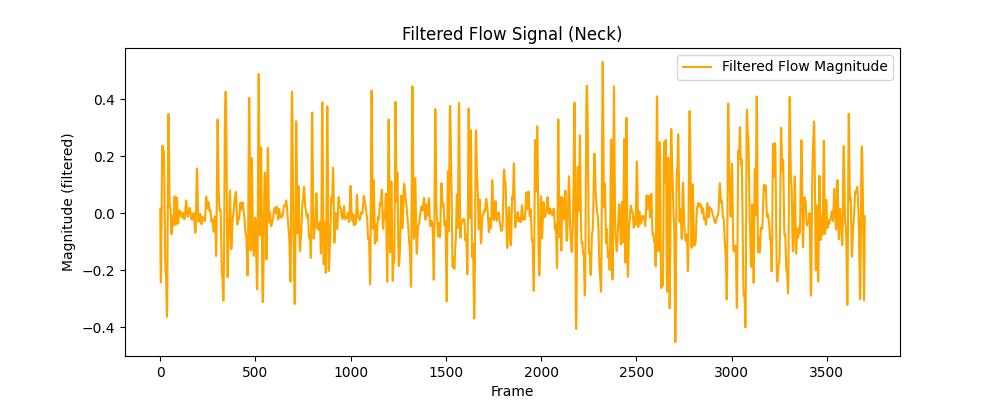 Filtered Flow Signal (Neck)
Filtered Flow Magnitude
Magnitude (filtered)
0.4
0.2
0.0
−0.2
−0.4
0 500 1000 1500 2000 2500 3000 3500
Frame